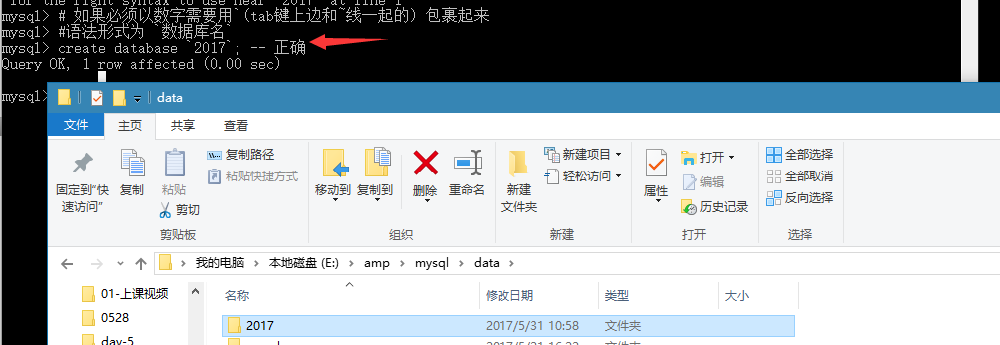 for the right syntax to use near '2017' at line 1
mysql> # 如果必须以数字需要用`(tab键上边和~线一起的) 包裹起来
mysql> #语法形式为 `数据库名`
mysql> create database `2017`; -- 正确
Query OK, 1 row affected (0.00 sec)
mysql>
data
文件 主页 共享 查看
固定到"快速访问"
复制
粘贴
复制路径
粘贴快捷方式
剪切
剪贴板
移动到
复制到
删除
重命名
组织
新建文件夹
新建项目
轻松访问
新建
属性
打开
编辑
历史记录
打开
全部选择
全部取消
反向选择
选择
我的电脑 > 本地磁盘 (E:) > amp > mysql > data >
01-上课视频
0528
day-5
名称 修改日期 类型 大小
2017 2017/5/31 10:58 文件夹
文件夹